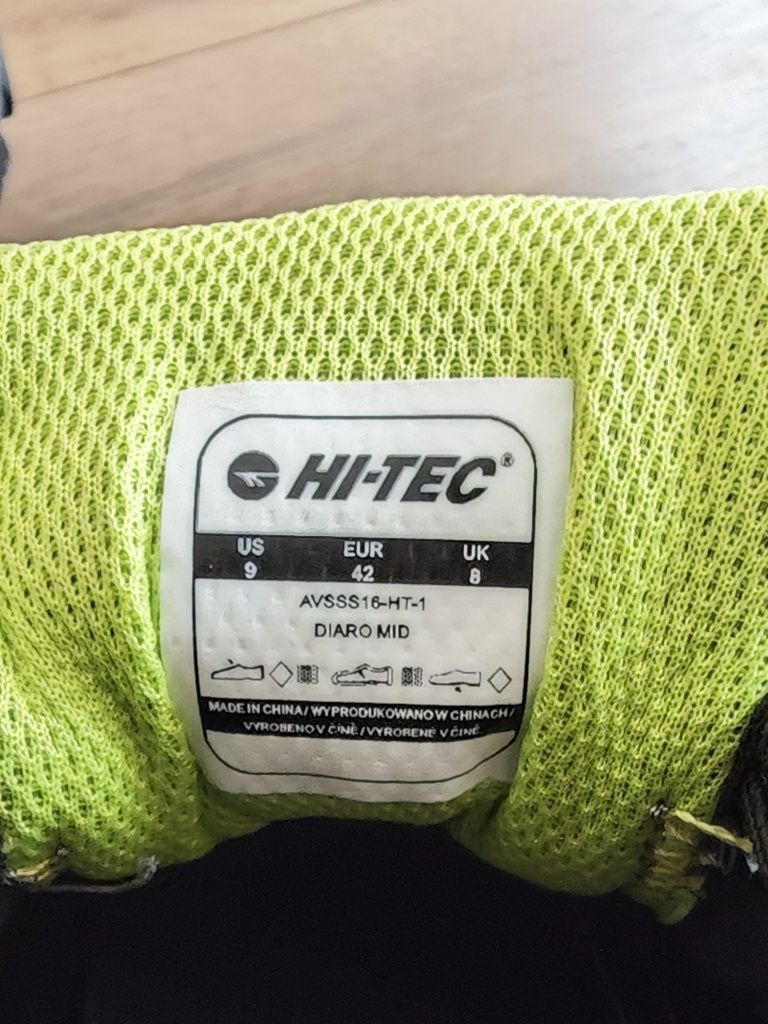 HI-TEC®
US EUR UK
9 42 8
AVSSS16-HT-1
DIARO MID
MADE IN CHINA / WYPRODUKOWANO W CHINACH /
VYROBENO V ČÍNĚ / VYROBENÉ V ČÍNĚ